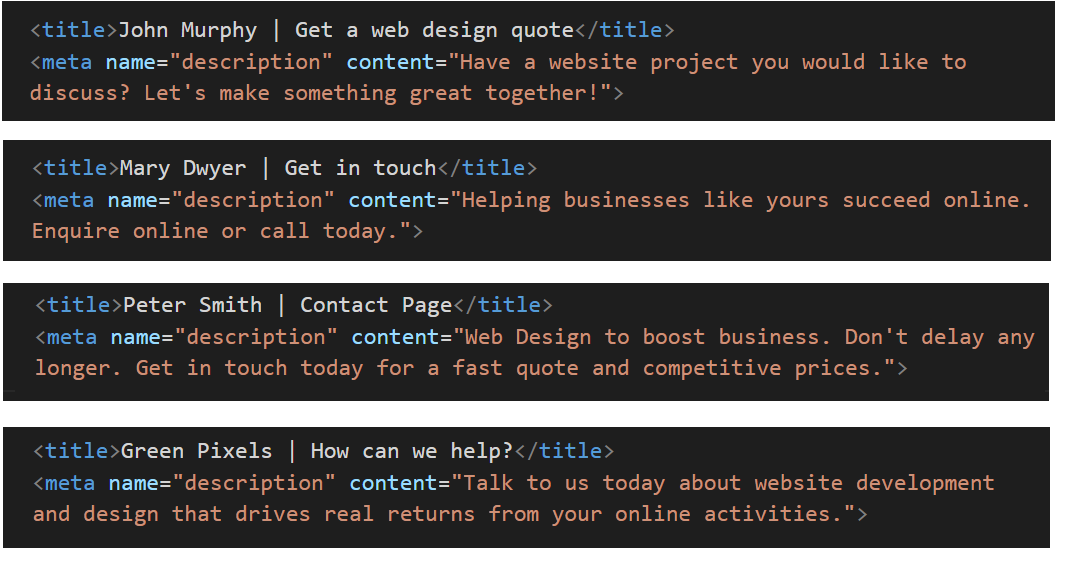 <title>John Murphy | Get a web design quote</title>
<meta name="description" content="Have a website project you would like to
discuss? Let's make something great together!">
<title>Mary Dwyer | Get in touch</title>
<meta name="description" content="Helping businesses like yours succeed online.
Enquire online or call today.">
<title>Peter Smith | Contact Page</title>
<meta name="description" content="Web Design to boost business. Don't delay any
longer. Get in touch today for a fast quote and competitive prices.">
<title>Green Pixels | How can we help?</title>
<meta name="description" content="Talk to us today about website development
and design that drives real returns from your online activities.">